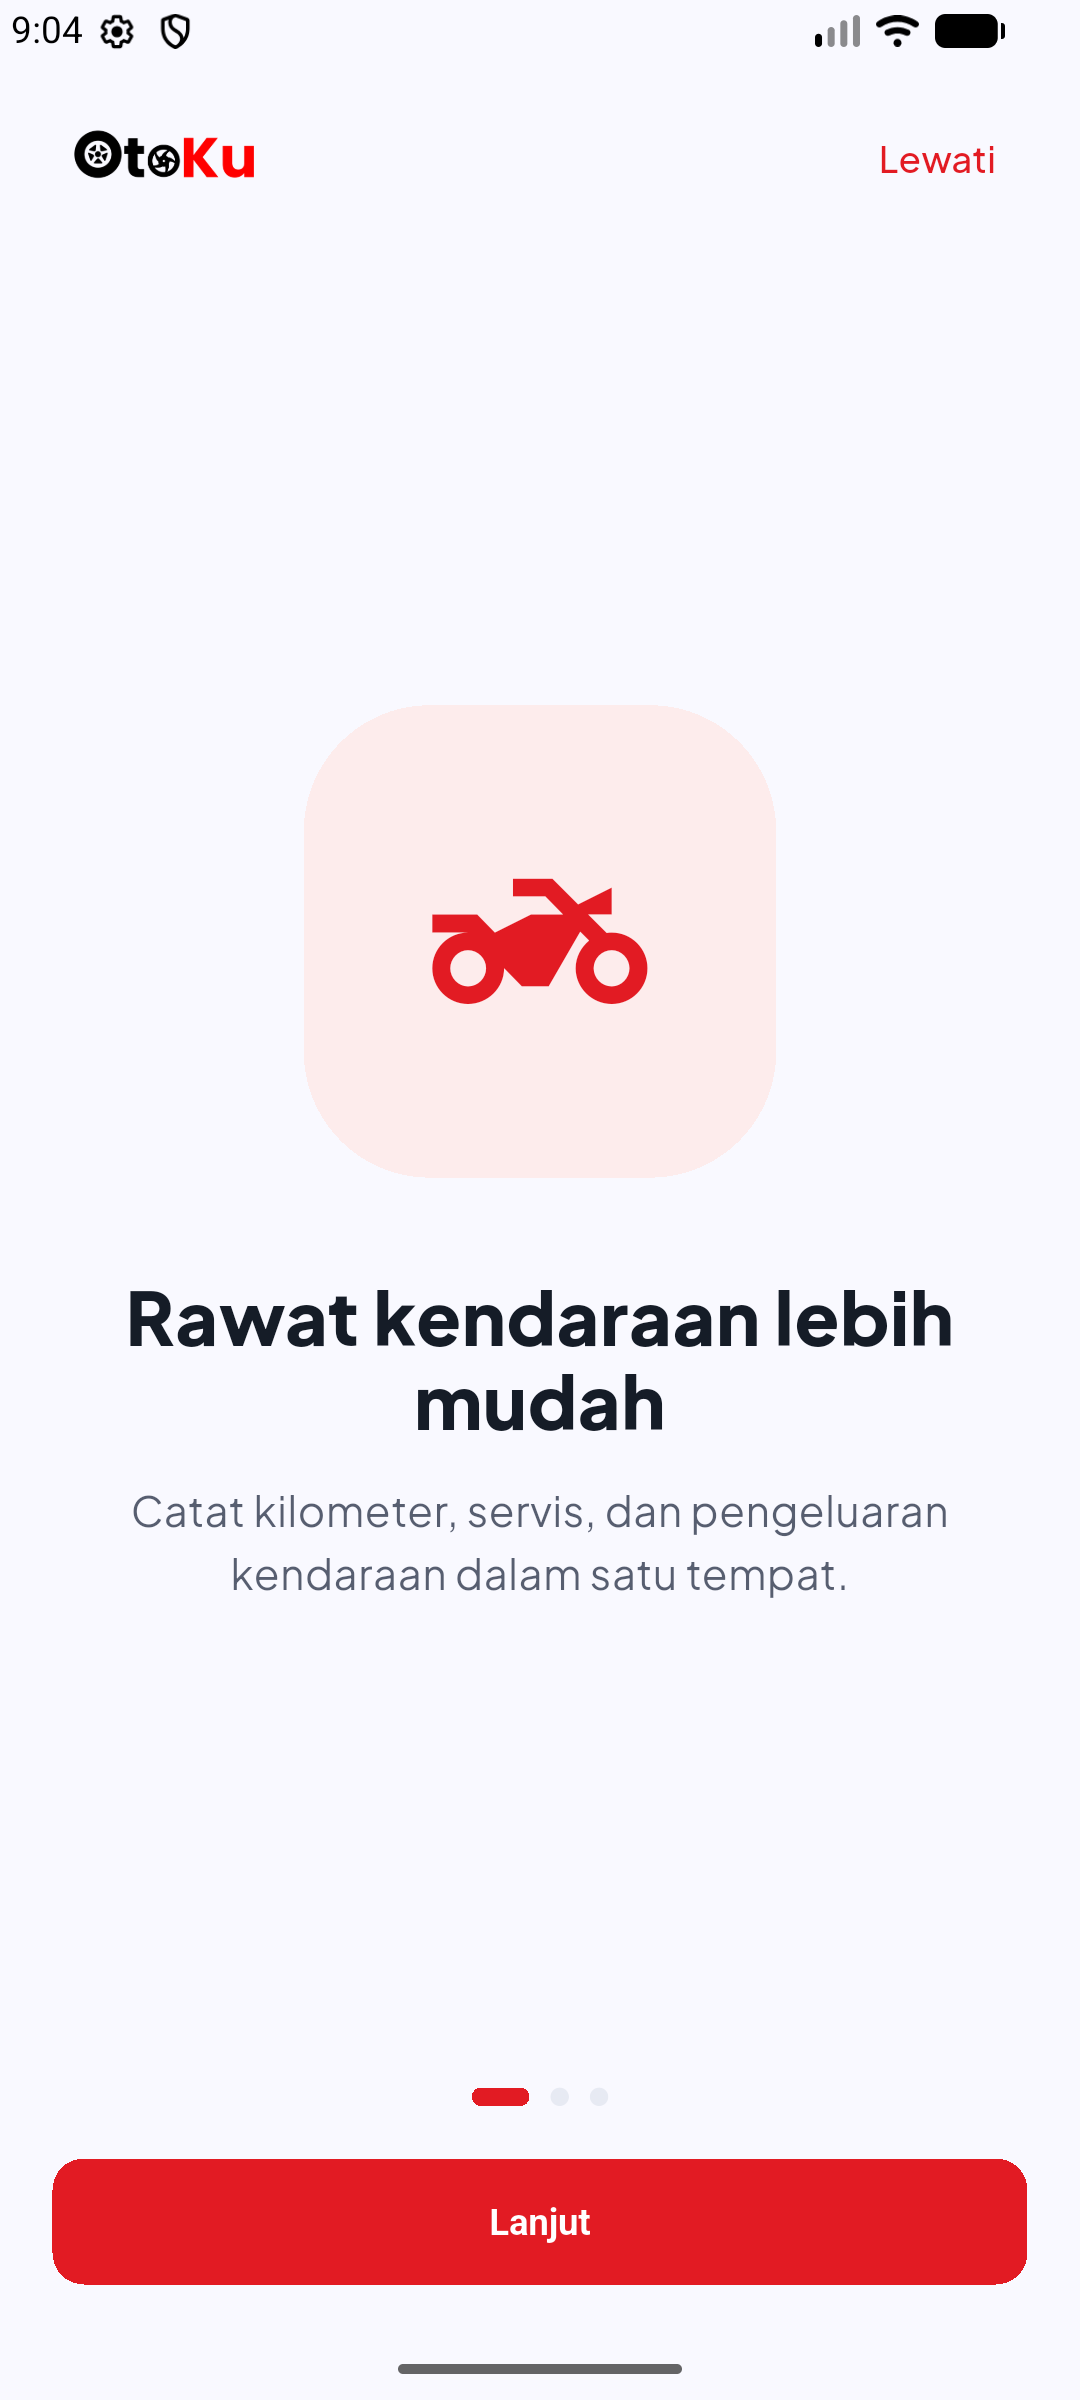 9:04
OtoKu
Lewati
Rawat kendaraan lebih
mudah
Catat kilometer, servis, dan pengeluaran
kendaraan dalam satu tempat.
Lanjut